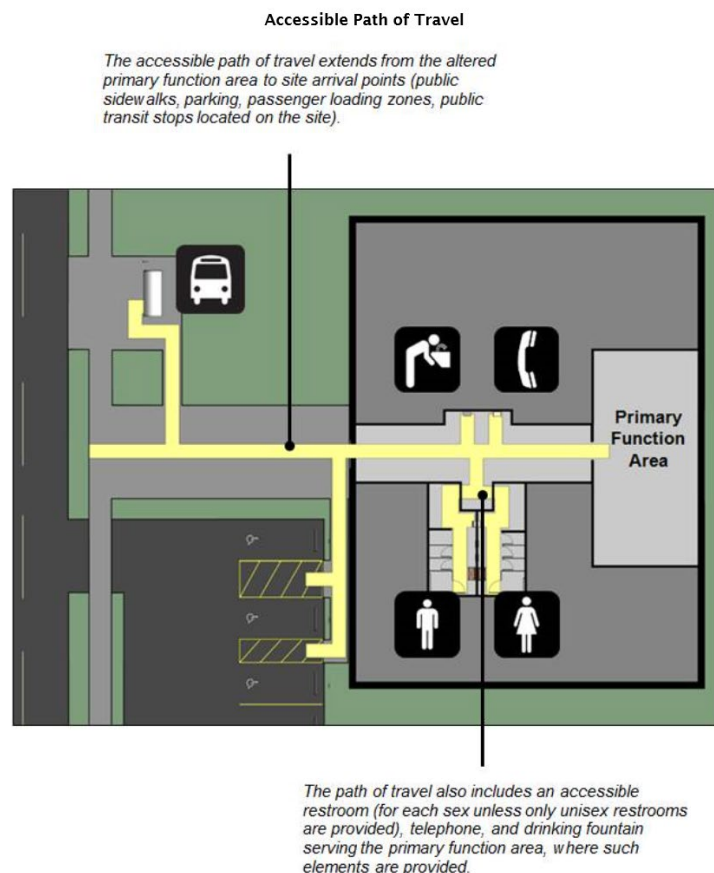 Accessible Path of Travel
The accessible path of travel extends from the altered
primary function area to site arrival points (public
sidewalks, parking, passenger loading zones, public
transit stops located on the site).
Primary
Function
Area
The path of travel also includes an accessible
restroom (for each sex unless only unisex restrooms
are provided), telephone, and drinking fountain
serving the primary function area, where such
elements are provided.